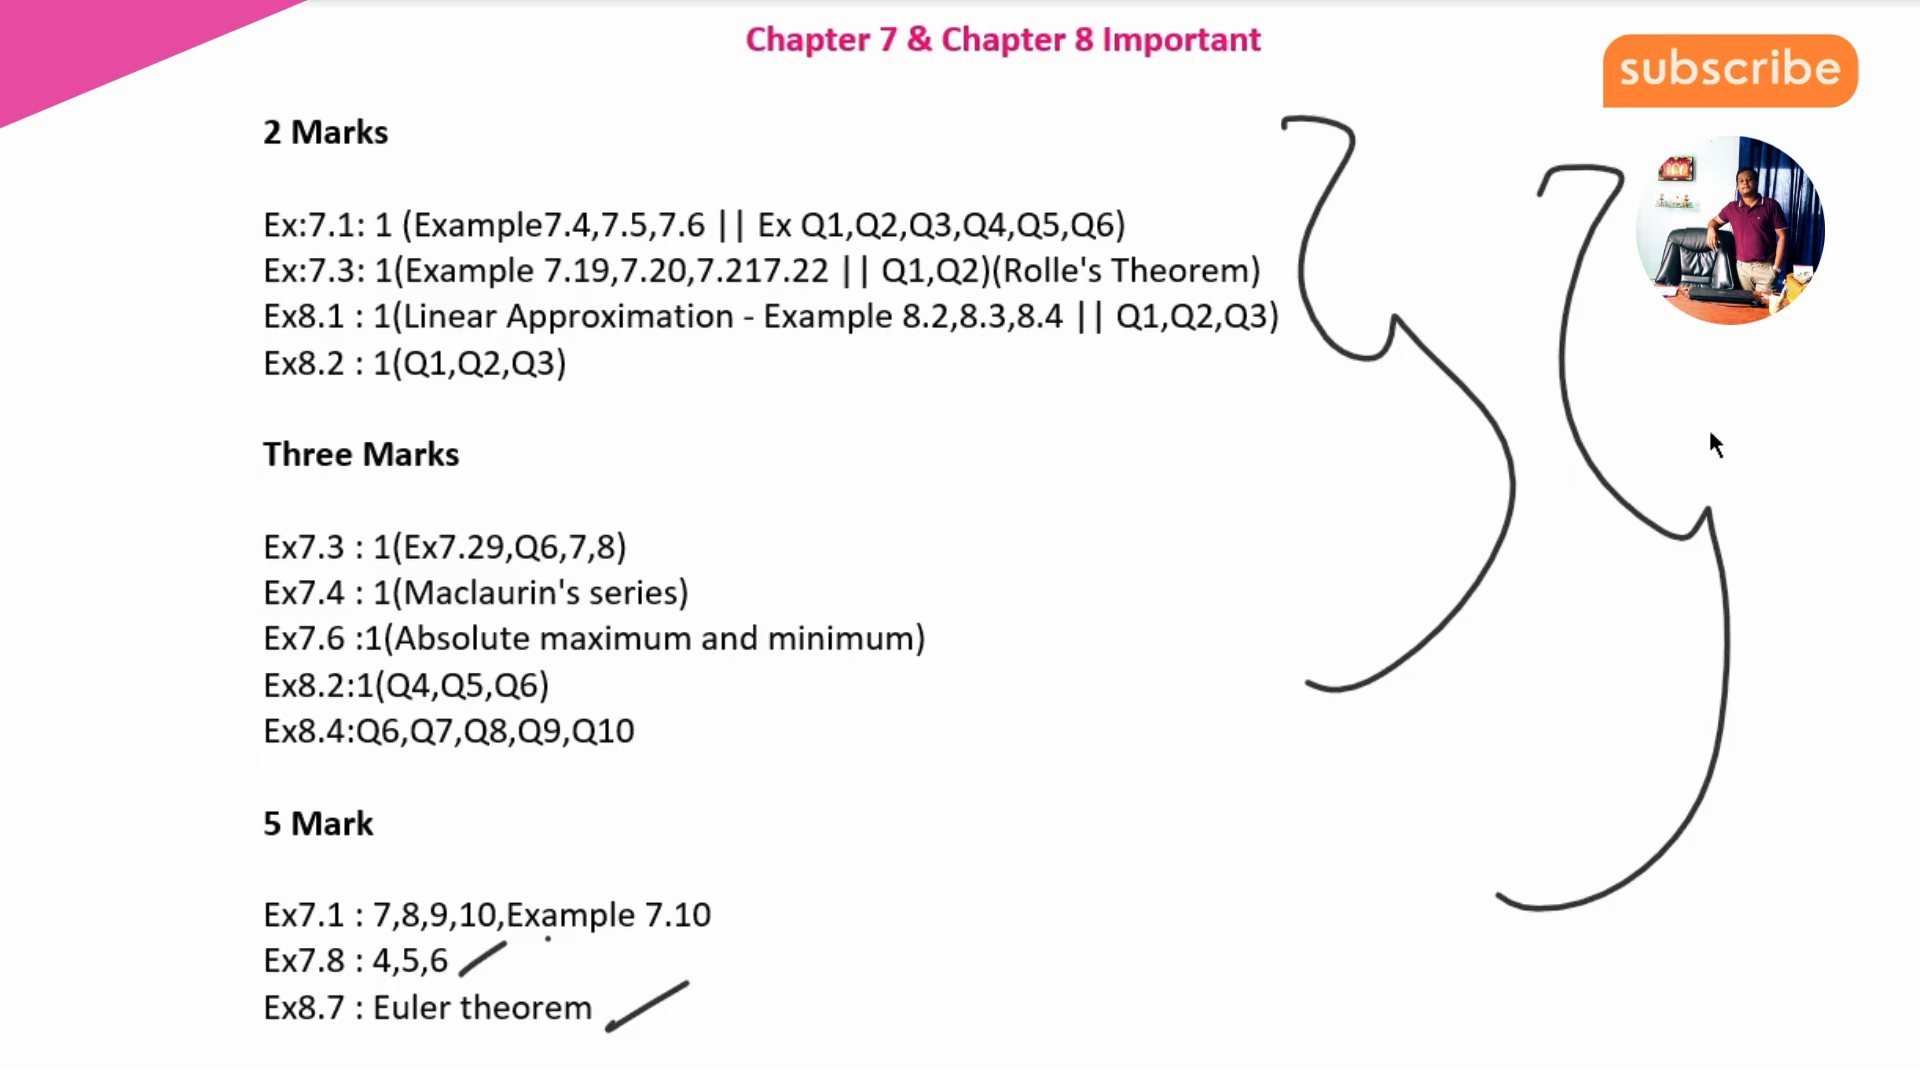 Chapter 7 & Chapter 8 Important
subscribe
2 Marks
Ex:7.1: 1 (Example7.4,7.5,7.6 || Ex Q1,Q2,Q3,Q4,Q5,Q6)
Ex:7.3: 1(Example 7.19,7.20,7.217.22 || Q1,Q2)(Rolle's Theorem)
Ex8.1 : 1(Linear Approximation - Example 8.2,8.3,8.4 || Q1,Q2,Q3)
Ex8.2 : 1(Q1,Q2,Q3)
Three Marks
Ex7.3 : 1(Ex7.29,Q6,7,8)
Ex7.4 : 1(Maclaurin's series)
Ex7.6 :1(Absolute maximum and minimum)
Ex8.2:1(Q4,Q5,Q6)
Ex8.4:Q6,Q7,Q8,Q9,Q10
5 Mark
Ex7.1 : 7,8,9,10,Example 7.10
Ex7.8 : 4,5,6
Ex8.7 : Euler theorem